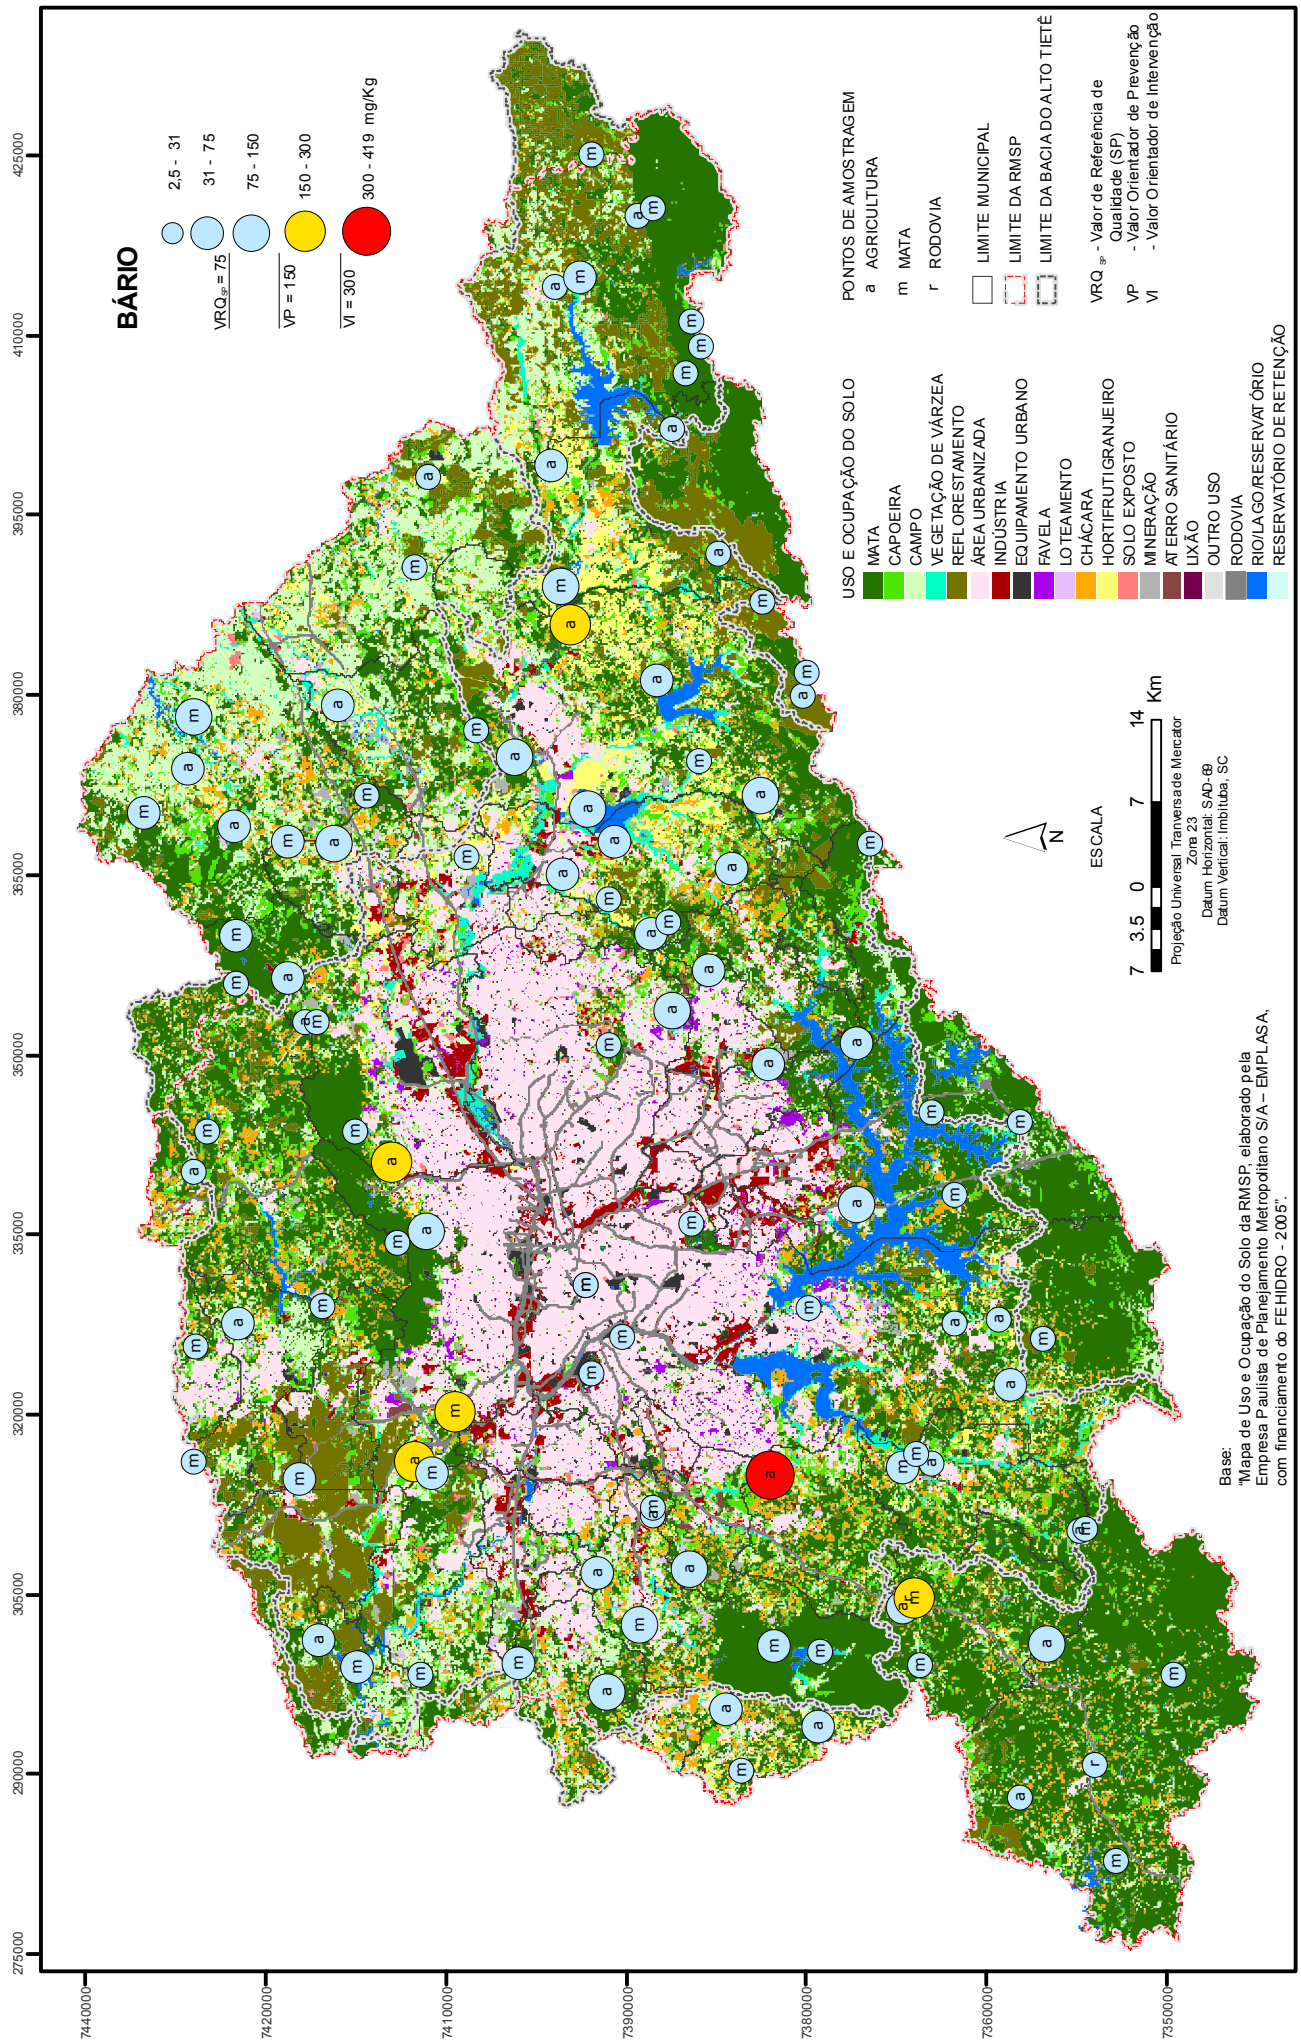 BÁRIO
2,5 - 31
31 - 75
75 - 150
150 - 300
300 - 419 mg/Kg
VRQ SP = 75
VP = 150
VI = 300
PONTOS DE AMOSTRAGEM
a AGRICULTURA
m MATA
r RODOVIA
LIMITE MUNICIPAL
LIMITE DA RMSP
LIMITE DA BACIA DO ALTO TIETÊ
VRQ SP - Valor de Referência de
Qualidade (SP)
VP - Valor Orientador de Prevenção
VI - Valor Orientador de Intervenção
USO E OCUPAÇÃO DO SOLO
MATA
CAPOEIRA
CAMPO
VEGETAÇÃO DE VÁRZEA
REFLORESTAMENTO
ÁREA URBANIZADA
INDÚSTRIA
EQUIPAMENTO URBANO
FAVELA
LOTEAMENTO
CHÁCARA
HORTIFRUTIGRANJEIRO
SOLO EXPOSTO
MINERAÇÃO
ATERRO SANITÁRIO
LIXÃO
OUTRO USO
RODOVIA
RIO/LAGO/RESERVATÓRIO
RESERVATÓRIO DE RETENÇÃO
N
ESCALA
7 3.5 0 7 14
Km
Projeção Universal Tranversa de Mercator
Zona 23
Datum Horizontal: SAD-69
Datum Vertical: Imbituba, SC
Base:
"Mapa de Uso e Ocupação do Solo da RMSP, elaborado pela
Empresa Paulista de Planejamento Metropolitano S/A – EMPLASA,
com financiamento do FEHIDRO - 2005".
275000
290000
305000
320000
335000
350000
365000
380000
395000
410000
425000
7440000
7420000
7410000
7390000
7380000
7360000
7350000